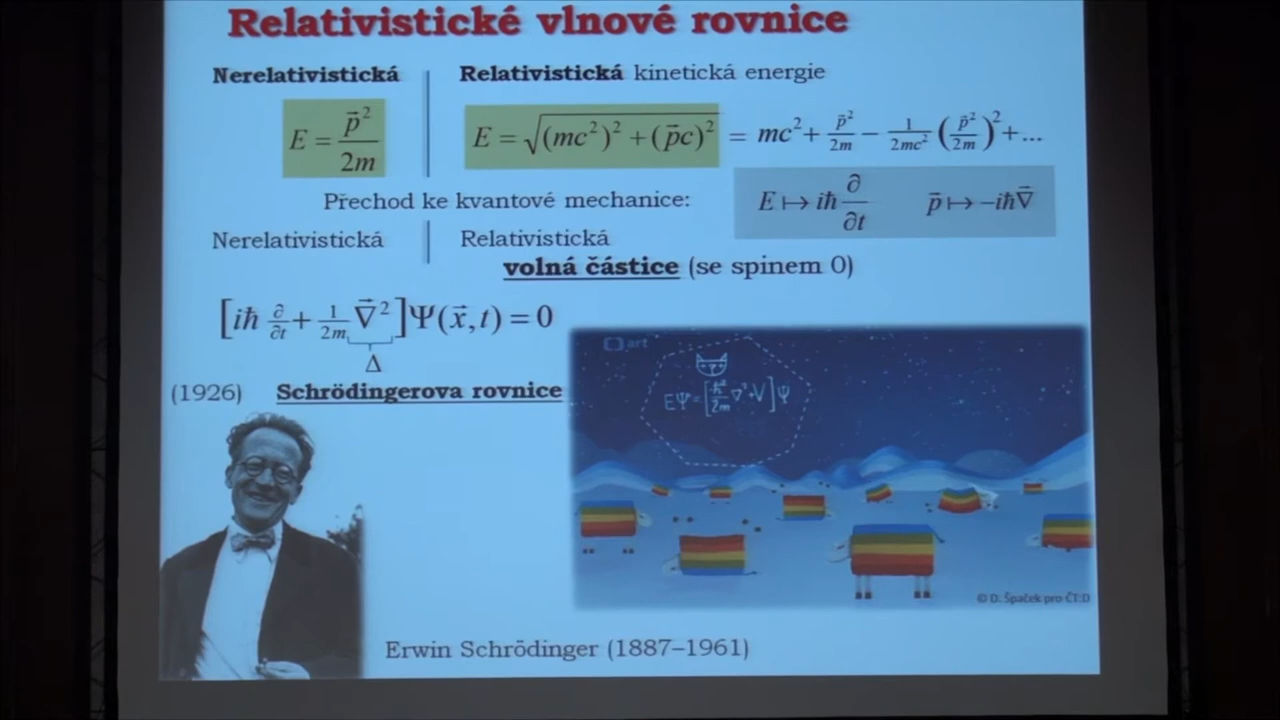 Relativistické vlnové rovnice
Nerelativistická
Relativistická kinetická energie
E = p⃗² / 2m
E = √((mc²)² + (p⃗c)²) = mc² + p⃗²/2m − 1/2mc² (p⃗²/2m)² + ...
Přechod ke kvantové mechanice:
E ↦ iħ ∂/∂t
p⃗ ↦ −iħ∇⃗
Nerelativistická
Relativistická
volná částice (se spinem 0)
[iħ ∂/∂t + 1/2m ∇⃗²]Ψ(x⃗,t) = 0
Δ
(1926) Schrödingerova rovnice
art
EΨ=[ħ²/2m ∇²+V]Ψ
© D. Špaček pro ČT:D
Erwin Schrödinger (1887–1961)